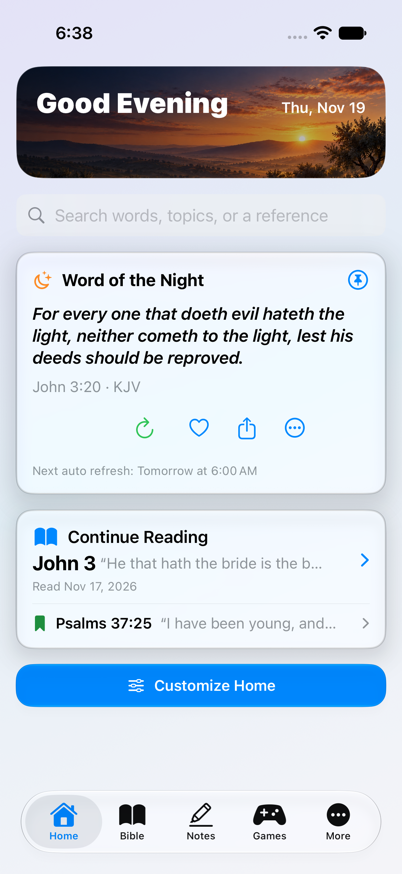 6:38
Good Evening
Thu, Nov 19
Search words, topics, or a reference
Word of the Night
For every one that doeth evil hateth the
light, neither cometh to the light, lest his
deeds should be reproved.
John 3:20 · KJV
Next auto refresh: Tomorrow at 6:00 AM
Continue Reading
John 3 “He that hath the bride is the b...
Read Nov 17, 2026
Psalms 37:25 “I have been young, and...
Customize Home
Home
Bible
Notes
Games
More